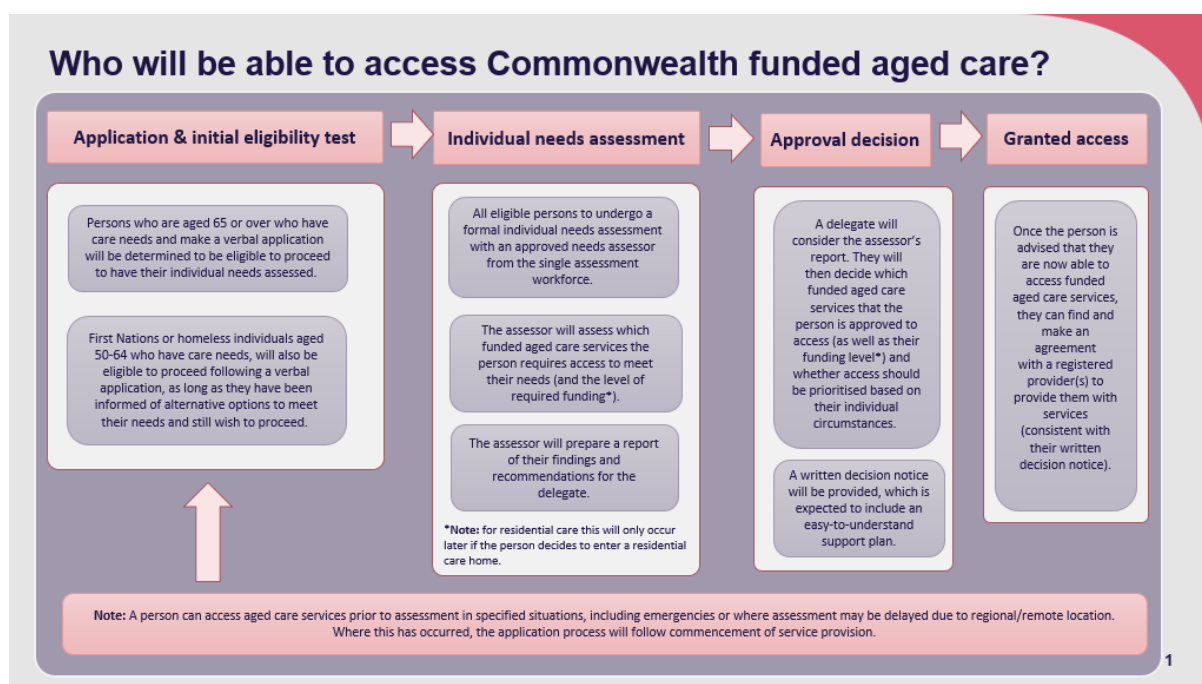 Who will be able to access Commonwealth funded aged care?
Application & initial eligibility test
Persons who are aged 65 or over who have
care needs and make a verbal application
will be determined to be eligible to proceed
to have their individual needs assessed.
First Nations or homeless individuals aged
50-64 who have care needs, will also be
eligible to proceed following a verbal
application, as long as they have been
informed of alternative options to meet
their needs and still wish to proceed.
Individual needs assessment
All eligible persons to undergo a
formal individual needs assessment
with an approved needs assessor
from the single assessment
workforce.
The assessor will assess which
funded aged care services the
person requires access to meet
their needs (and the level of
required funding*).
The assessor will prepare a report
of their findings and
recommendations for the
delegate.
*Note: for residential care this will only occur
later if the person decides to enter a residential
care home.
Approval decision
A delegate will
consider the assessor's
report. They will
then decide which
funded aged care
services that the
person is approved to
access (as well as their
funding level*) and
whether access should
be prioritised based on
their individual
circumstances.
A written decision notice
will be provided, which is
expected to include an
easy-to-understand
support plan.
Granted access
Once the person is
advised that they
are now able to
access funded
aged care services,
they can find and
make an
agreement
with a registered
provider(s) to
provide them with
services
(consistent with
their written
decision notice).
Note: A person can access aged care services prior to assessment in specified situations, including emergencies or where assessment may be delayed due to regional/remote location.
Where this has occurred, the application process will follow commencement of service provision.
1